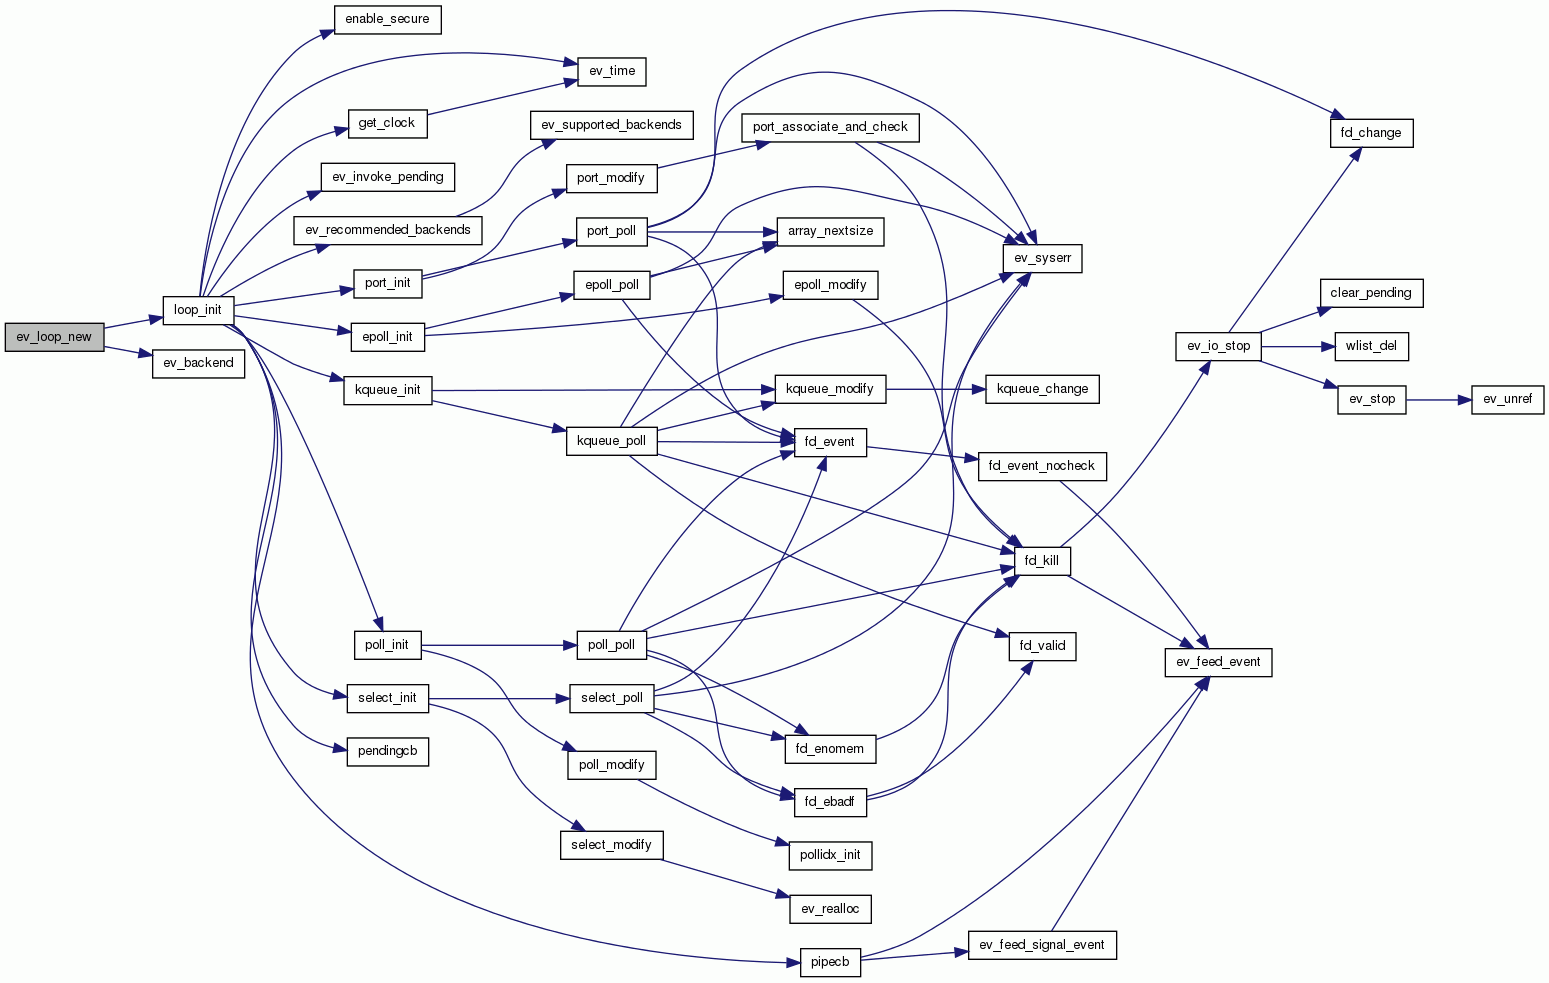 enable_secure
ev_time
get_clock
ev_supported_backends
port_associate_and_check
fd_change
ev_invoke_pending
port_modify
ev_recommended_backends
port_poll
array_nextsize
ev_syserr
port_init
epoll_poll
epoll_modify
clear_pending
loop_init
ev_loop_new
epoll_init
ev_io_stop
wlist_del
ev_backend
kqueue_init
kqueue_modify
kqueue_change
ev_stop
ev_unref
kqueue_poll
fd_event
fd_event_nocheck
fd_kill
poll_init
poll_poll
fd_valid
ev_feed_event
select_init
select_poll
pendingcb
poll_modify
fd_enomem
fd_ebadf
select_modify
pollidx_init
ev_realloc
pipecb
ev_feed_signal_event